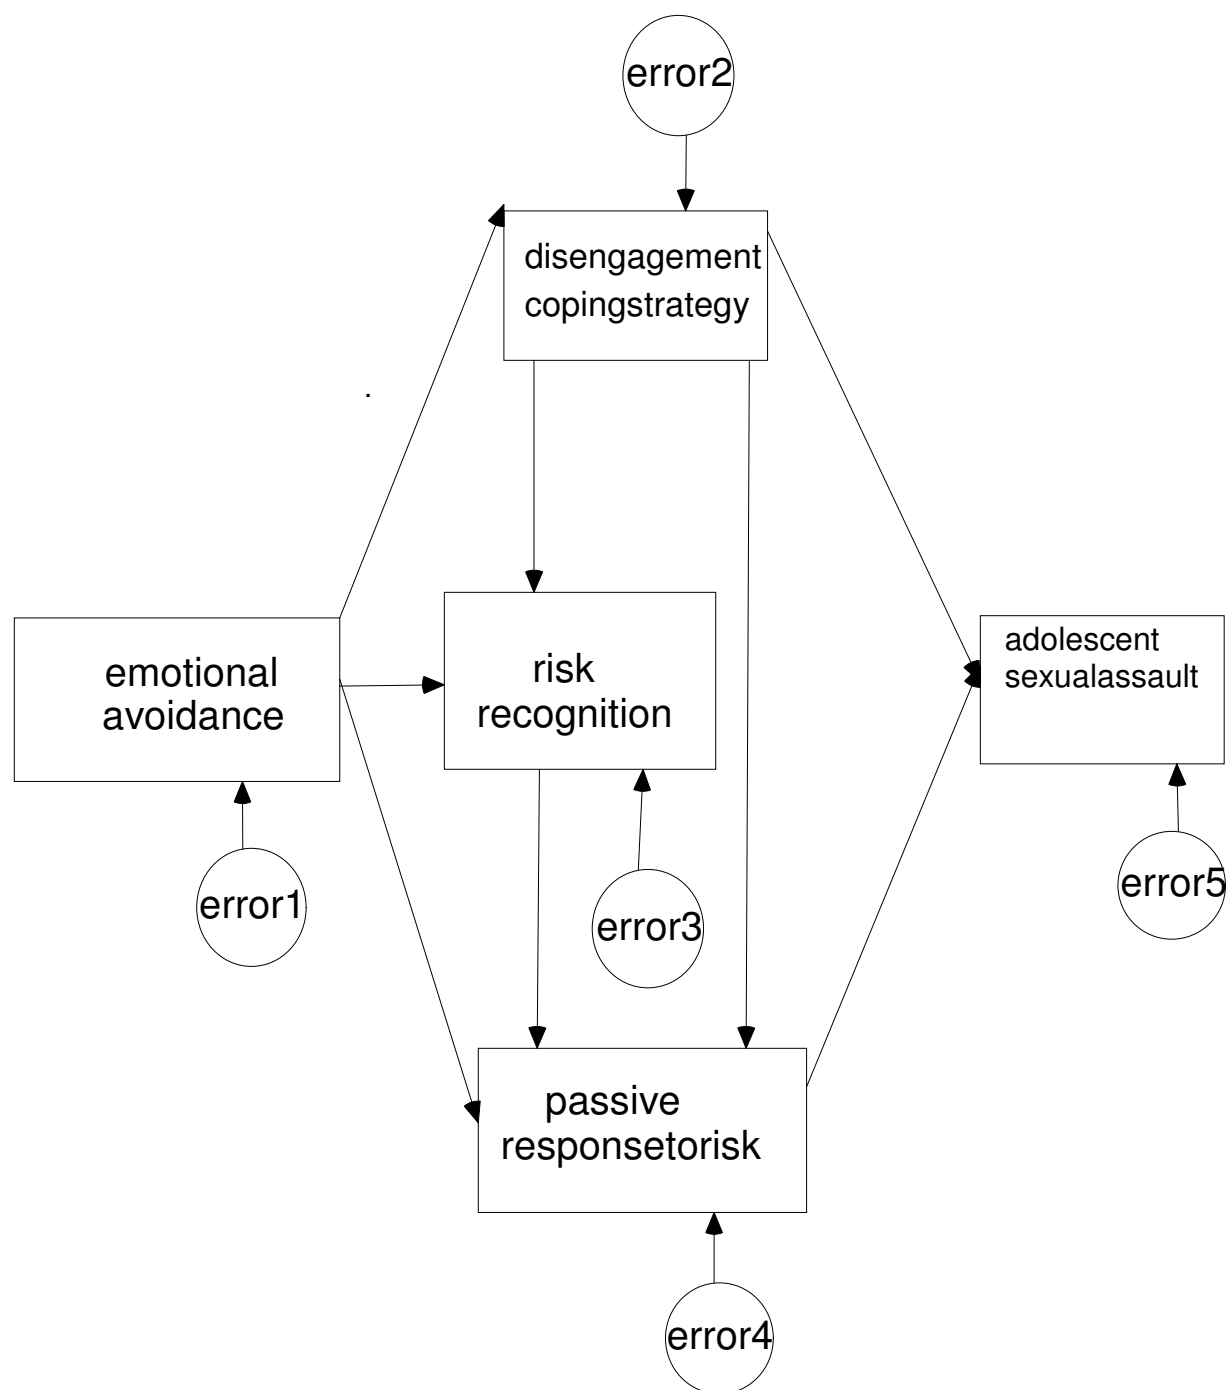 error2
disengagement
copingstrategy
emotional
avoidance
risk
recognition
adolescent
sexualassault
error1
error3
error5
passive
responsetorisk
error4